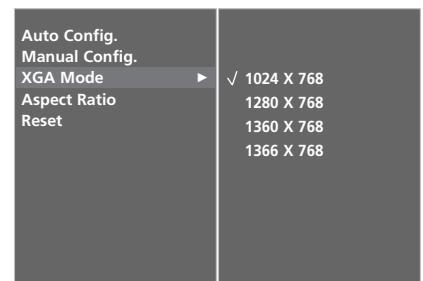 Auto Config.
Manual Config.
XGA Mode ►
Aspect Ratio
Reset
√ 1024 X 768
1280 X 768
1360 X 768
1366 X 768